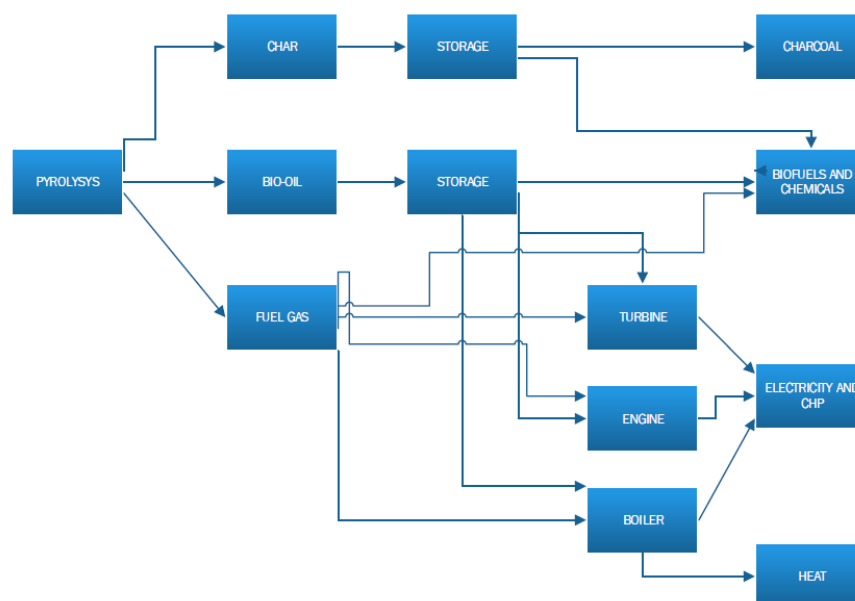 CHAR
STORAGE
CHARCOAL
PYROLYSYS
BIO-OIL
STORAGE
BIOFUELS AND
CHEMICALS
FUEL GAS
TURBINE
ELECTRICITY AND
CHP
ENGINE
BOILER
HEAT